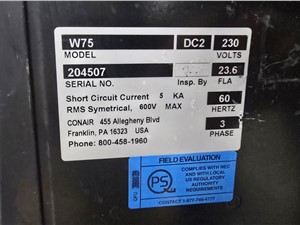 W75 DC2 230
MODEL VOLTS
204507 23.6
SERIAL NO. Insp. By FLA
Short Circuit Current 5 KA 60
RMS Symetrical, 600V MAX HERTZ
CONAIR 455 Allegheny Blvd 3
Franklin, PA 16323 USA PHASE
Phone: 800-458-1960
FIELD EVALUATION
PS
COMPLIES WITH NEC
AND WITH LOCAL
US REGULATORY
AUTHORITY